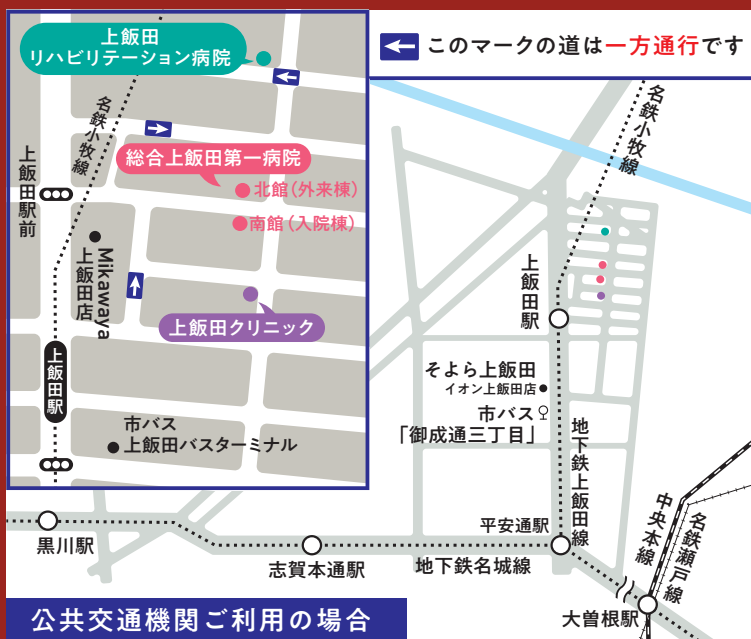 上飯田
リハビリテーション病院
このマークの道は一方通行です
名鉄小牧線
総合上飯田第一病院
北館(外来棟)
南館(入院棟)
上飯田駅前
Mikawaya
上飯田店
上飯田クリニック
上飯田駅
市バス
上飯田バスターミナル
名鉄小牧線
上飯田駅
そよら上飯田
イオン上飯田店
市バス
「御成通三丁目」
地下鉄上飯田線
平安通駅
中央本線
名鉄瀬戸線
黒川駅
志賀本通駅
地下鉄名城線
大曽根駅
公共交通機関ご利用の場合